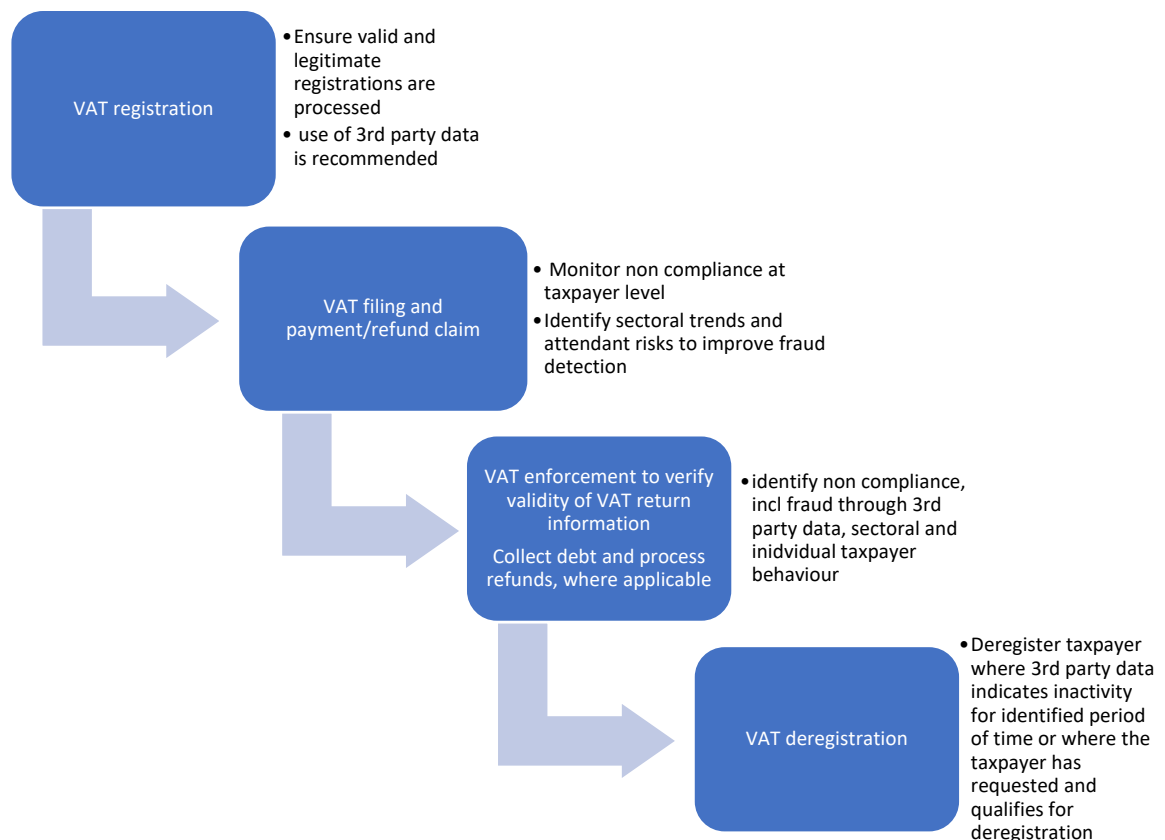 VAT registration
•Ensure valid and
legitimate
registrations are
processed
• use of 3rd party data
is recommended
VAT filing and
payment/refund claim
• Monitor non compliance at
taxpayer level
•Identify sectoral trends and
attendant risks to improve fraud
detection
VAT enforcement to verify
validity of VAT return
information
Collect debt and process
refunds, where applicable
•identify non compliance,
incl fraud through 3rd
party data, sectoral and
inidvidual taxpayer
behaviour
VAT deregistration
•Deregister taxpayer
where 3rd party data
indicates inactivity
for identified period
of time or where the
taxpayer has
requested and
qualifies for
deregistration